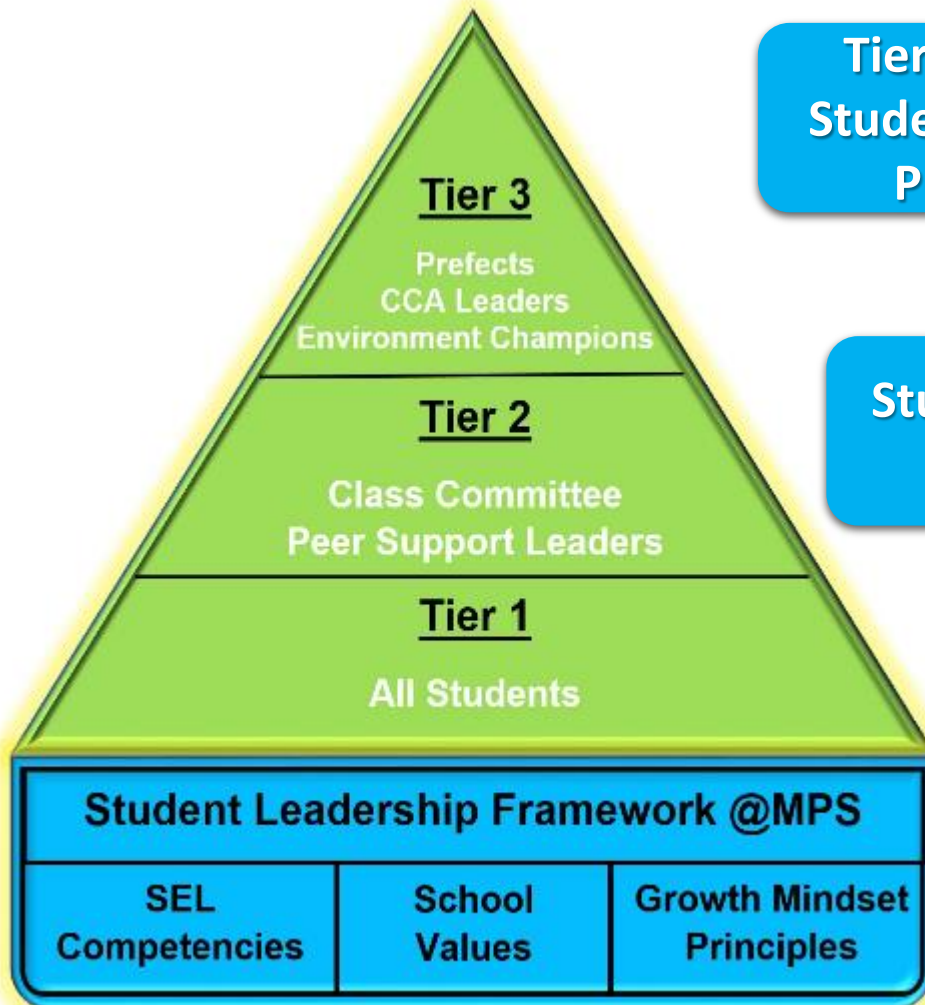 Tier 3
Prefects
CCA Leaders
Environment Champions
Tier 2
Class Committee
Peer Support Leaders
Tier 1
All Students
Student Leadership Framework @MPS
SEL
Competencies
School
Values
Growth Mindset
Principles
Tier